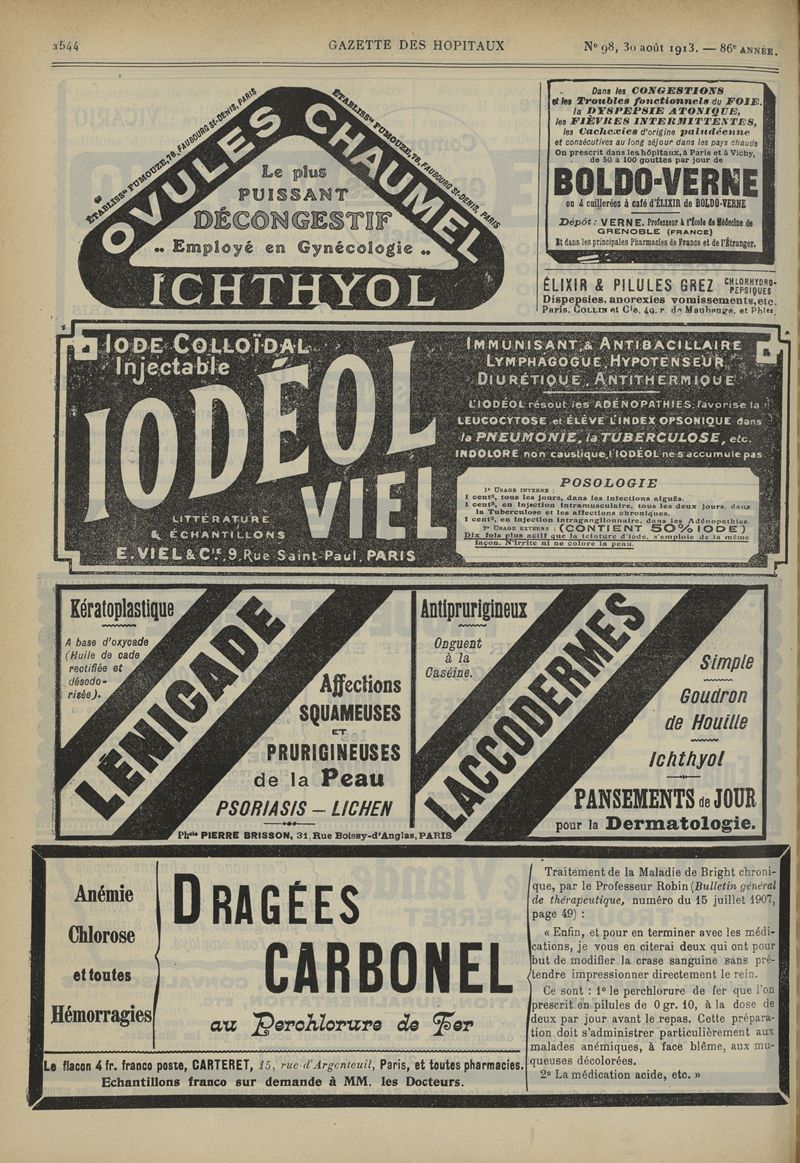 1544 GAZETTE DES HOPITAUX Nº 98, 30 août 1913. — 86e ANNÉE.
ÉTABLISSts FUMOUZE, 78, FAUBOURG St-DENIS, PARIS
ÉTABLISSts FUMOUZE, 78, FAUBOURG St-DENIS, PARIS
OVULES CHAUMEL
Le plus
PUISSANT
DÉCONGESTIF
.. Employé en Gynécologie ..
ICHTHYOL
Dans les CONGESTIONS
et les Troubles fonctionnels du FOIE,
la DYSPEPSIE ATONIQUE,
les FIÈVRES INTERMITTENTES,
les Cachexies d'origine paludéenne
et consécutives au long séjour dans les pays chauds
On prescrit dans les hôpitaux, à Paris et à Vichy,
de 50 à 100 gouttes par jour de
BOLDO-VERNE
ou 4 cuillerées à café d'ÉLIXIR de BOLDO-VERNE
Dépôt : VERNE, Professeur à l'École de Médecine de
GRENOBLE (FRANCE)
Et dans les principales Pharmacies de France et de l'Étranger.
ÉLIXIR & PILULES GREZ CHLORHYDRO-
PEPSIQUES
Dispepsies, anorexies vomissements, etc.
Paris, COLLIN et Cie, 49, r. de Maubeuge, et Phies
IODE COLLOÏDAL
Injectable
IODÉOL
VIEL
LITTÉRATURE
& ÉCHANTILLONS
E. VIEL & Cie, 9, Rue Saint-Paul, PARIS
IMMUNISANT & ANTIBACILLAIRE
LYMPHAGOGUE, HYPOTENSEUR
DIURÉTIQUE, ANTITHERMIQUE
L'IODÉOL résout les ADÉNOPATHIES, favorise la
LEUCOCYTOSE et ÉLÈVE L'INDEX OPSONIQUE dans
la PNEUMONIE, la TUBERCULOSE, etc.
INDOLORE non caustique, l'IODÉOL ne s'accumule pas
POSOLOGIE
1º USAGE INTERNE :
1 cent3, tous les jours, dans les infections aiguës.
1 cent3, en injection intramusculaire, tous les deux jours, dans
la Tuberculose et les affections chroniques.
1 cent3, en injection intraganglionnaire, dans les Adénopathies.
2º USAGE EXTERNE : (CONTIENT 50% IODE)
Dix fois plus actif que la teinture d'iode, s'emploie de la même
façon. N'irrite ni ne colore la peau.
Kératoplastique
A base d'oxycade
(Huile de cade
rectifiée et
désodo-
risée).
LÉNICADE
Affections
SQUAMEUSES
ET
PRURIGINEUSES
de la Peau
PSORIASIS — LICHEN
Antiprurigineux
Onguent
à la
Caséine.
LACCODERMES
Simple
Goudron
de Houille
Ichthyol
PANSEMENTS de JOUR
pour la Dermatologie.
Phcie PIERRE BRISSON, 31, Rue Boissy-d'Anglas, PARIS
Anémie
Chlorose
et toutes
Hémorragies
DRAGÉES
CARBONEL
au Perchlorure de Fer
Le flacon 4 fr. franco poste, CARTERET, 15, rue d'Argenteuil, Paris, et toutes pharmacies.
Echantillons franco sur demande à MM. les Docteurs.
Traitement de la Maladie de Bright chroni-
que, par le Professeur Robin (Bulletin général
de thérapeutique, numéro du 15 juillet 1907,
page 49) :
« Enfin, et pour en terminer avec les médi-
cations, je vous en citerai deux qui ont pour
but de modifier la crase sanguine sans pré-
tendre impressionner directement le rein.
Ce sont : 1º le perchlorure de fer que l'on
prescrit en pilules de 0 gr. 10, à la dose de
deux par jour avant le repas. Cette prépara-
tion doit s'administrer particulièrement aux
malades anémiques, à face blême, aux mu-
queuses décolorées.
2º La médication acide, etc. »